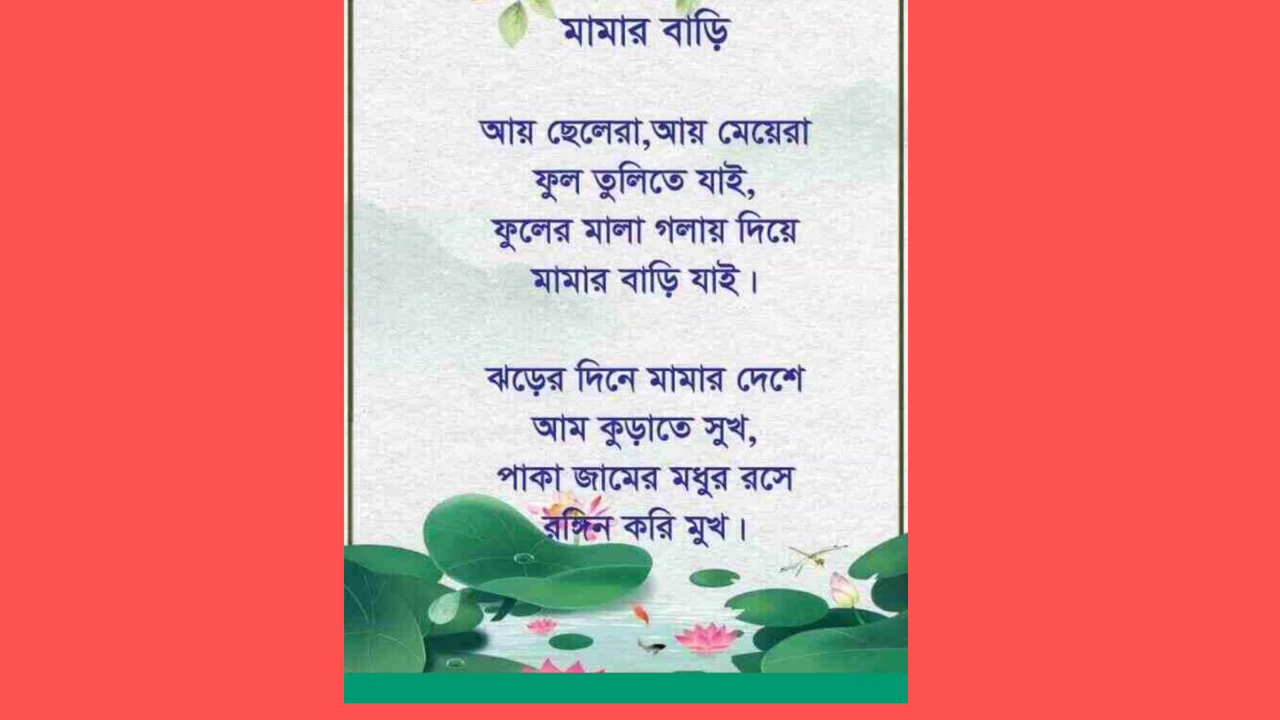 মামার বাড়ি
আয় ছেলেরা,আয় মেয়েরা
ফুল তুলিতে যাই,
ফুলের মালা গলায় দিয়ে
মামার বাড়ি যাই।
ঝড়ের দিনে মামার দেশে
আম কুড়াতে সুখ,
পাকা জামের মধুর রসে
রঙ্গিন করি মুখ।